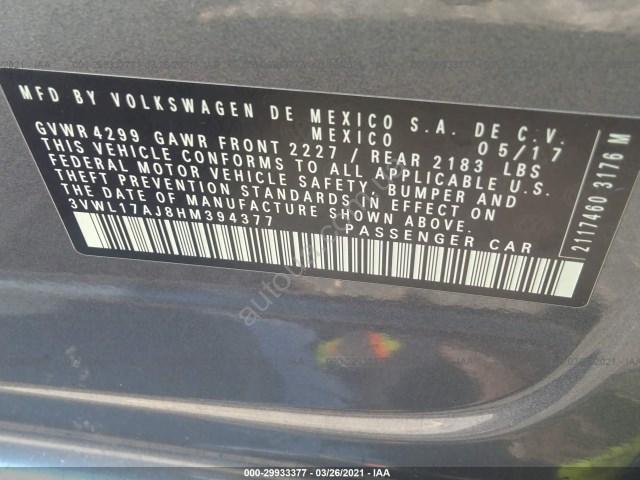 MFD BY VOLKSWAGEN DE MEXICO S.A. DE C.V.
MEXICO 05/17
GVWR 4299 GAWR FRONT 2227 / REAR 2183 LBS
THIS VEHICLE CONFORMS TO ALL APPLICABLE U.S.
FEDERAL MOTOR VEHICLE SAFETY, BUMPER AND
THEFT PREVENTION STANDARDS IN EFFECT ON
THE DATE OF MANUFACTURE SHOWN ABOVE.
3VWL17AJ8HM394377 PASSENGER CAR
2117460 3176 M
000-29933377 — 03/26/2021 — IAA